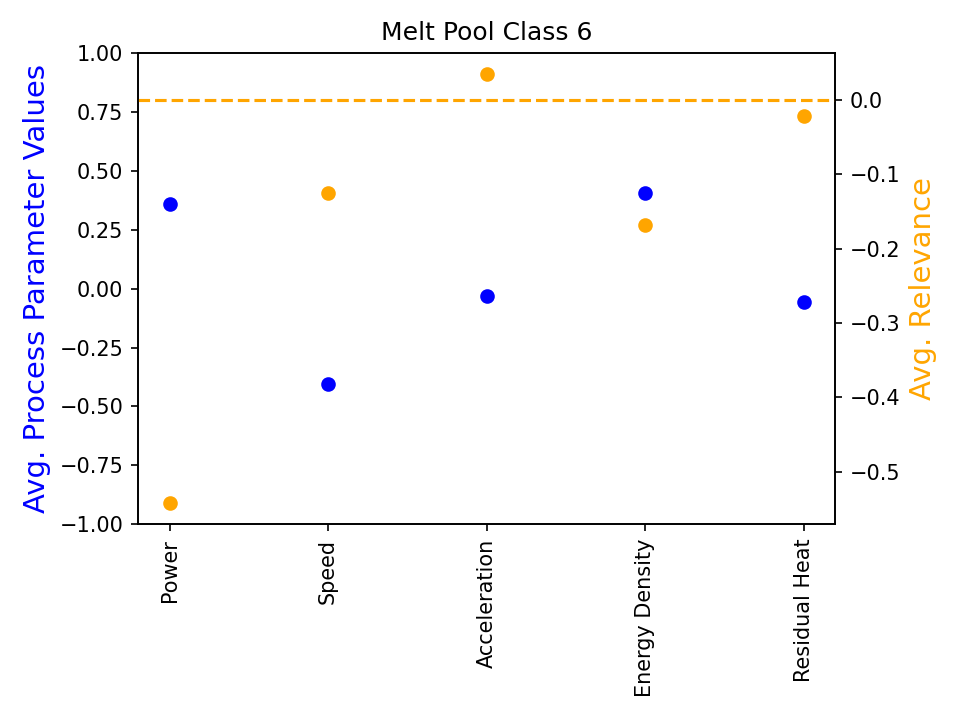 Melt Pool Class 6
Avg. Process Parameter Values
1.00
0.75
0.50
0.25
0.00
−0.25
−0.50
−0.75
−1.00
0.0
−0.1
−0.2
−0.3
−0.4
−0.5
Avg. Relevance
Power
Speed
Acceleration
Energy Density
Residual Heat